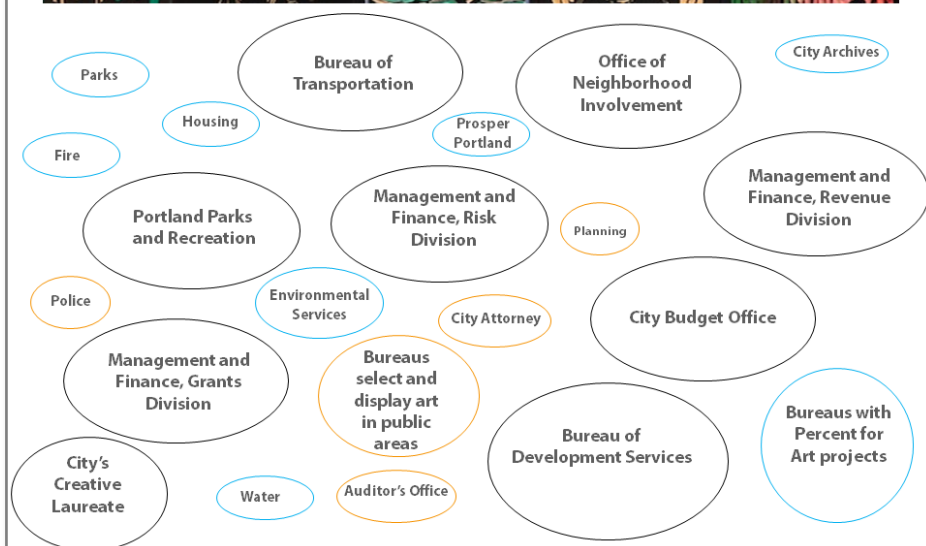 Bureau of
Transportation
Office of
Neighborhood
Involvement
City Archives
Parks
Housing
Prosper
Portland
Fire
Management and
Finance, Revenue
Division
Portland Parks
and Recreation
Management and
Finance, Risk
Division
Planning
Police
Environmental
Services
City Attorney
City Budget Office
Management and
Finance, Grants
Division
Bureaus
select and
display art
in public
areas
Bureau of
Development Services
Bureaus with
Percent for
Art projects
City’s
Creative
Laureate
Water
Auditor’s Office